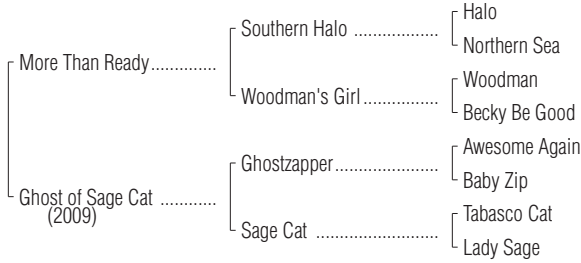 Halo
Southern Halo ..................
Northern Sea
More Than Ready..............
Woodman
Woodman's Girl ................
Becky Be Good
Awesome Again
Ghostzapper......................
Baby Zip
Ghost of Sage Cat ............
(2009)
Tabasco Cat
Sage Cat ..........................
Lady Sage